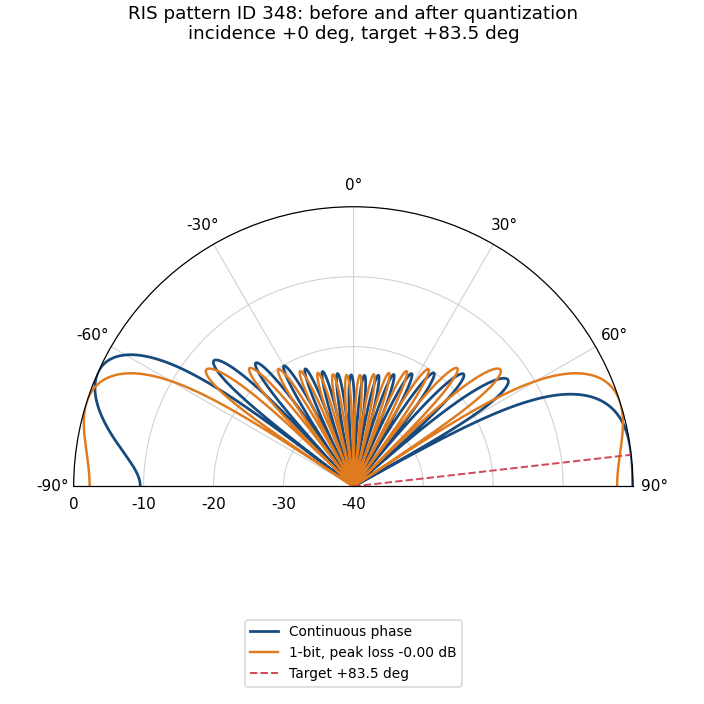 RIS pattern ID 348: before and after quantization
incidence +0 deg, target +83.5 deg
0°
-30°
30°
-60°
60°
-90°
90°
0
-10
-20
-30
-40
Continuous phase
1-bit, peak loss -0.00 dB
Target +83.5 deg